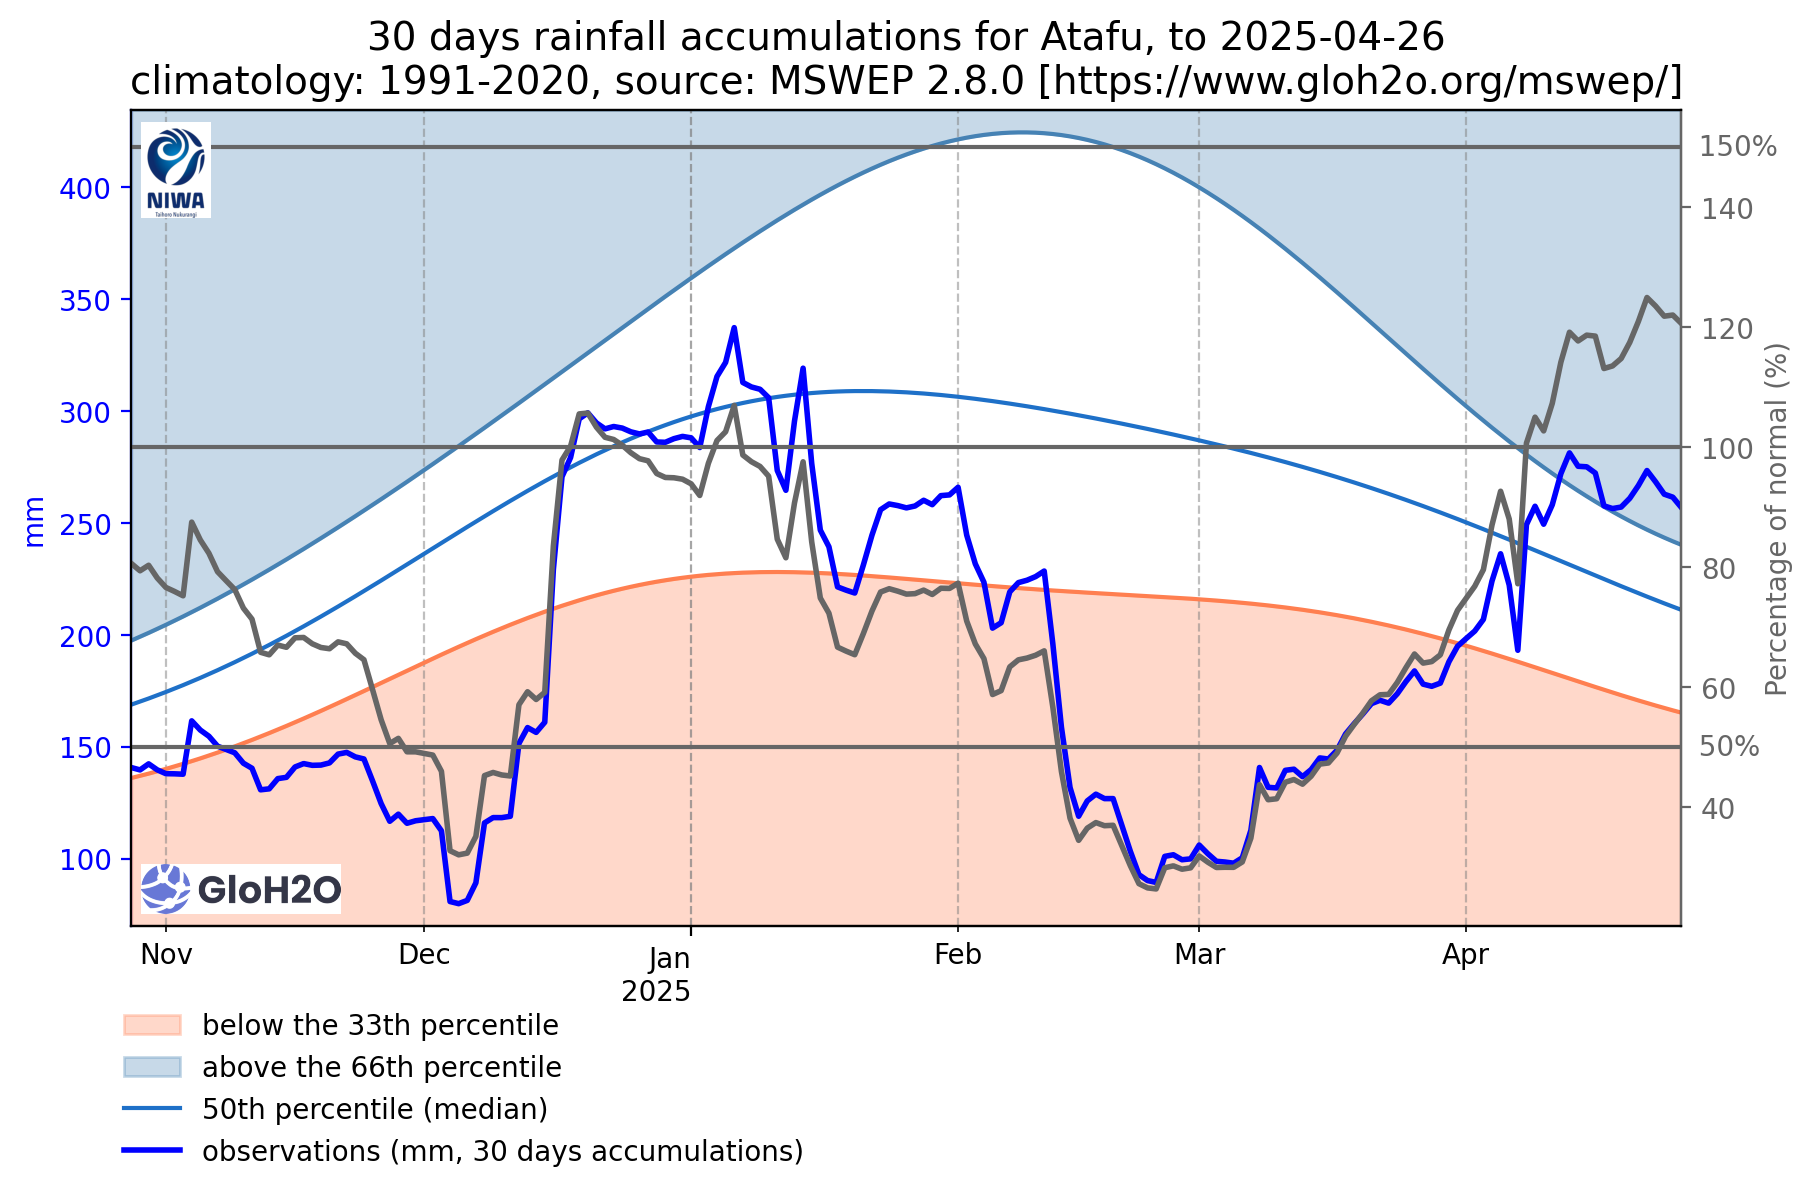 30 days rainfall accumulations for Atafu, to 2025-04-26
climatology: 1991-2020, source: MSWEP 2.8.0 [https://www.gloh2o.org/mswep/]
NIWA
Taihoro Nukurangi
400
350
300
250
200
150
100
mm
150%
140
120
100
80
60
50%
40
Percentage of normal (%)
GloH2O
Nov
Dec
Jan
2025
Feb
Mar
Apr
below the 33th percentile
above the 66th percentile
50th percentile (median)
observations (mm, 30 days accumulations)